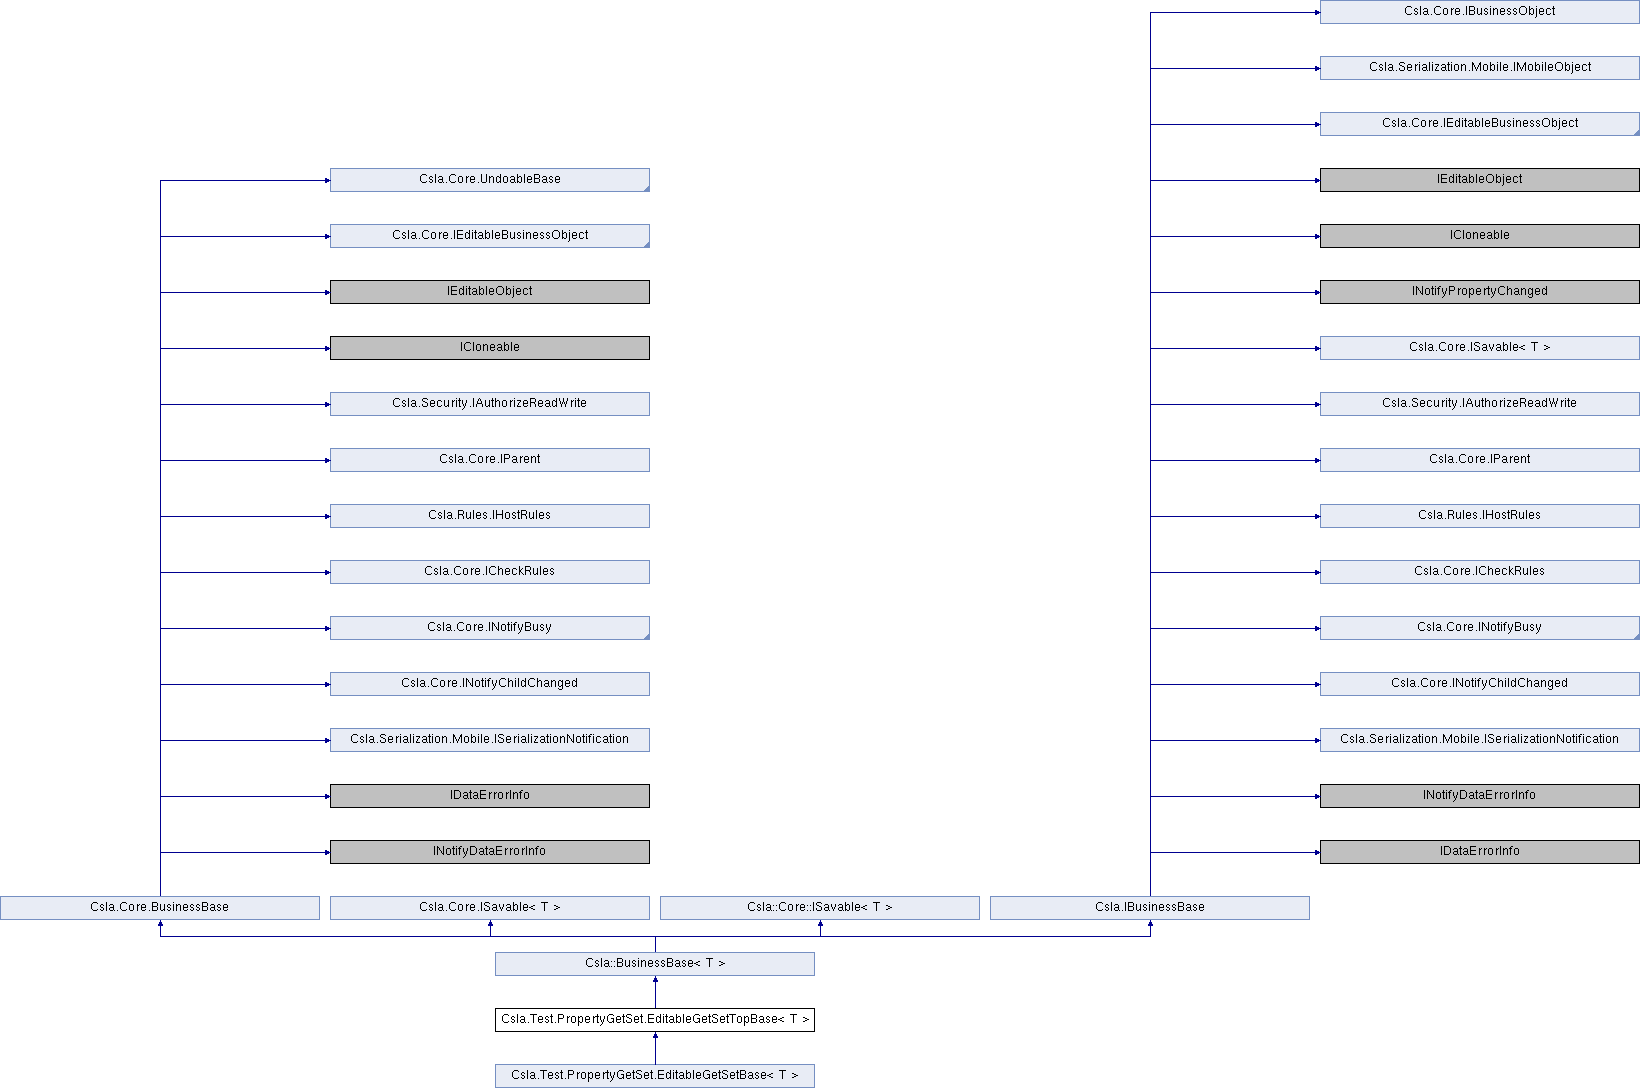 Csla.Core.IBusinessObject
Csla.Serialization.Mobile.IMobileObject
Csla.Core.IEditableBusinessObject
Csla.Core.UndoableBase
IEditableObject
Csla.Core.IEditableBusinessObject
ICloneable
IEditableObject
INotifyPropertyChanged
ICloneable
Csla.Core.ISavable< T >
Csla.Security.IAuthorizeReadWrite
Csla.Security.IAuthorizeReadWrite
Csla.Core.IParent
Csla.Core.IParent
Csla.Rules.IHostRules
Csla.Rules.IHostRules
Csla.Core.ICheckRules
Csla.Core.ICheckRules
Csla.Core.INotifyBusy
Csla.Core.INotifyBusy
Csla.Core.INotifyChildChanged
Csla.Core.INotifyChildChanged
Csla.Serialization.Mobile.ISerializationNotification
Csla.Serialization.Mobile.ISerializationNotification
IDataErrorInfo
INotifyDataErrorInfo
INotifyDataErrorInfo
IDataErrorInfo
Csla.Core.BusinessBase
Csla.Core.ISavable< T >
Csla::Core::ISavable< T >
Csla.IBusinessBase
Csla::BusinessBase< T >
Csla.Test.PropertyGetSet.EditableGetSetTopBase< T >
Csla.Test.PropertyGetSet.EditableGetSetBase< T >